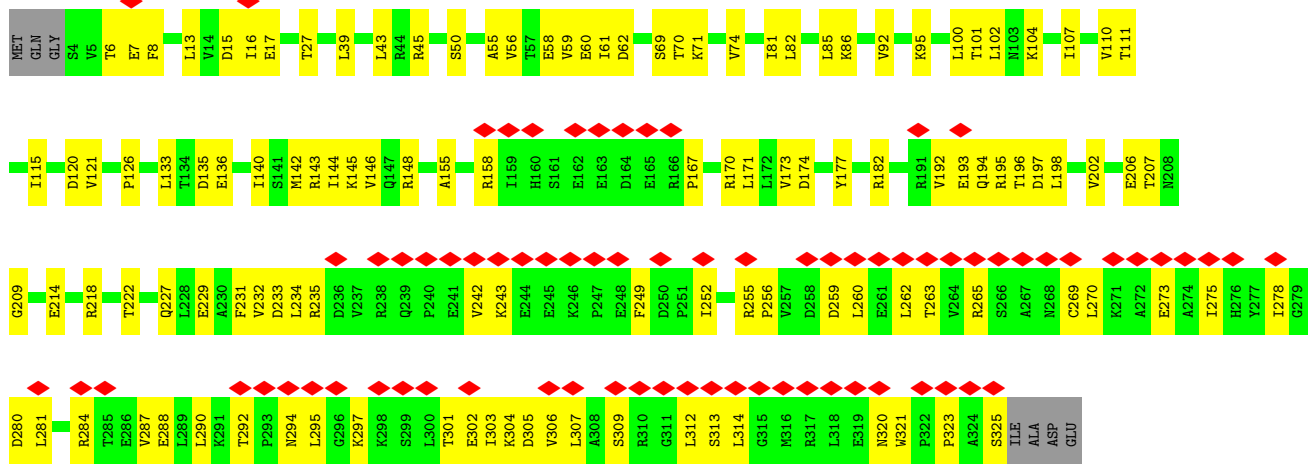 MET GLN GLY S4 V5 T6 E7 F8 L13 V14 D15 I16 E17 T27 L39 L43 R44 R45 S50 A55 V56 T57 E58 V59 E60 I61 D62 S69 T70 K71 V74 I81 L82 L85 K86 V92 K95 L100 T101 L102 N103 K104 I107 V110 T111
I115 D120 V121 P126 L133 T134 D135 E136 I140 S141 M142 R143 I144 K145 V146 Q147 R148 A155 R158 I159 H160 S161 E162 E163 D164 E165 R166 P167 R170 L171 L172 V173 D174 Y177 R182 R191 V192 E193 Q194 R195 T196 D197 L198 V202 E206 T207 N208
G209 E214 R218 T222 Q227 L228 E229 A230 F231 V232 D233 L234 R235 D236 V237 R238 Q239 P240 E241 V242 K243 E244 E245 K246 P247 E248 F249 D250 P251 I252 R255 P256 V257 D258 D259 L260 E261 L262 T263 V264 R265 S266 A267 N268 C269 L270 K271 A272 E273 A274 I275 H276 Y277 I278 G279
D280 L281 R284 T285 E286 V287 E288 L289 L290 K291 T292 P293 N294 L295 G296 K297 K298 S299 L300 T301 E302 I303 K304 D305 V306 L307 A308 S309 R310 G311 L312 S313 L314 G315 M316 R317 L318 E319 N320 W321 P322 P323 A324 S325 ILE ALA ASP GLU